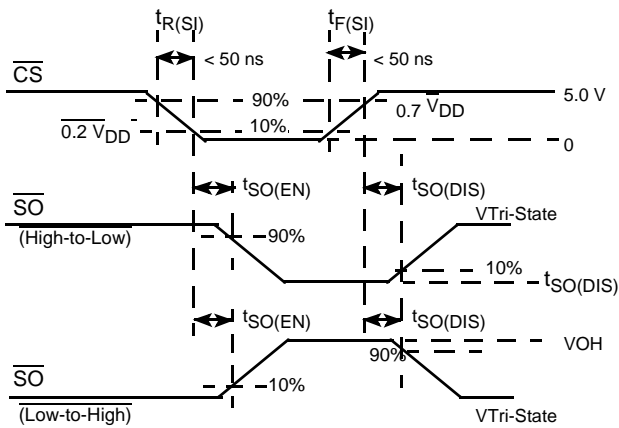 tR(SI) tF(SI)
< 50 ns < 50 ns
CS
90% 0.7 VDD 5.0 V
0.2 VDD 10% 0
tSO(EN) tSO(DIS)
SO VTri-State
(High-to-Low) 90%
10%
tSO(DIS)
tSO(EN) tSO(DIS)
VOH
90%
SO 10%
(Low-to-High) VTri-State